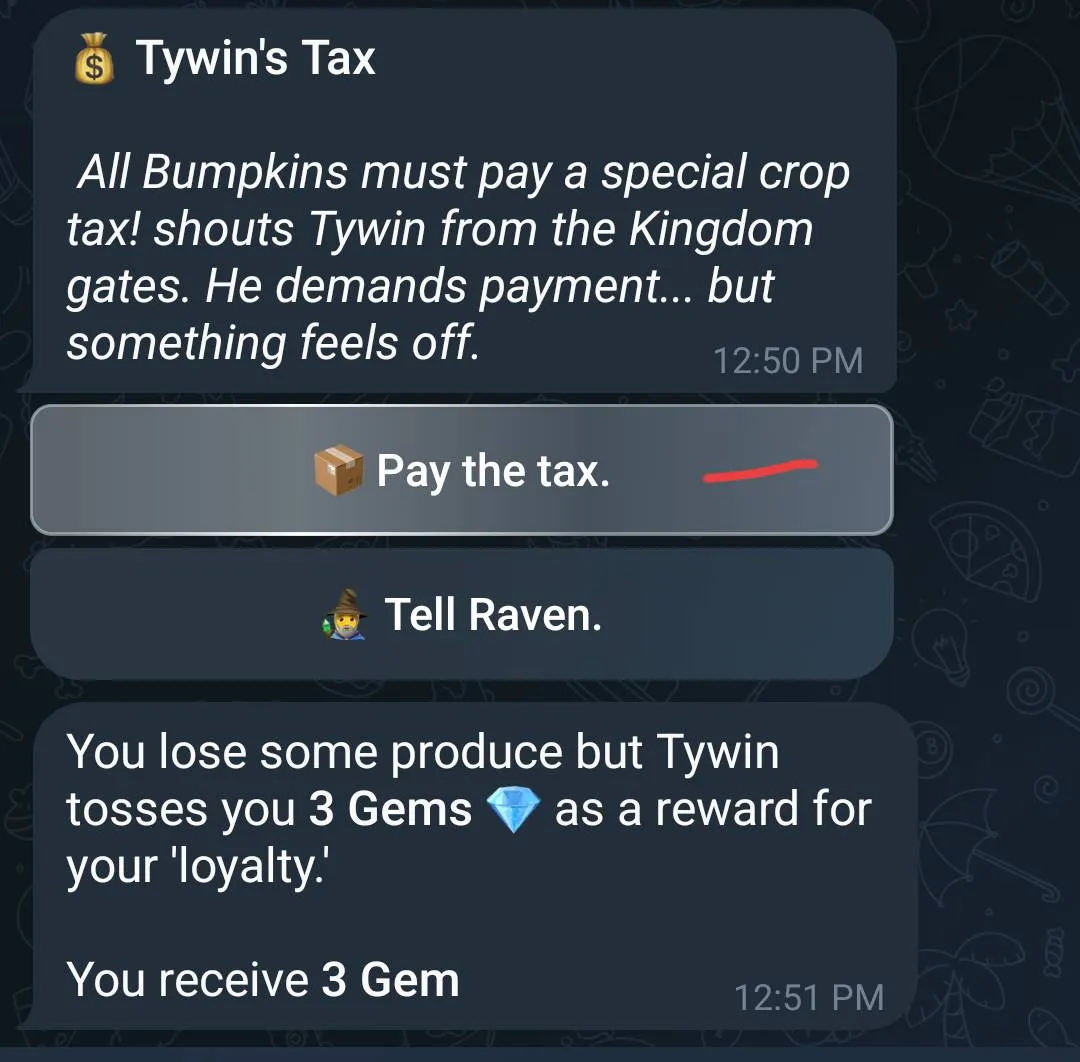 💰 Tywin's Tax
All Bumpkins must pay a special crop
tax! shouts Tywin from the Kingdom
gates. He demands payment... but
something feels off.
12:50 PM
📦 Pay the tax.
🧙‍♂️ Tell Raven.
You lose some produce but Tywin
tosses you 3 Gems 💎 as a reward for
your 'loyalty.'
You receive 3 Gem
12:51 PM